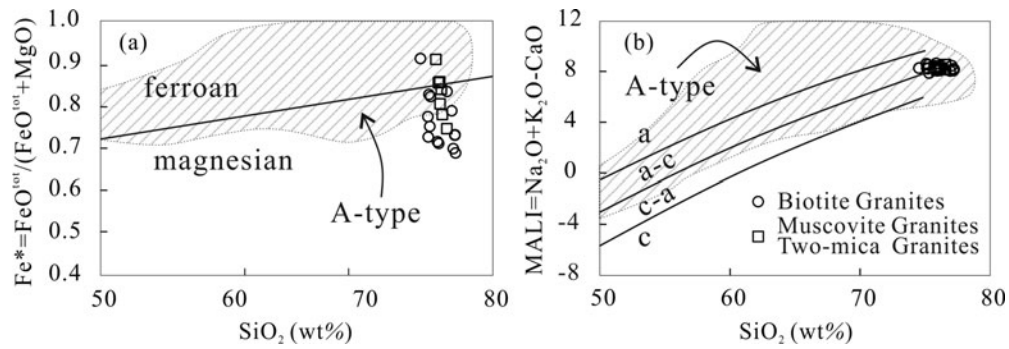 (a)
ferroan
magnesian
A-type
1.0
0.9
0.8
0.7
0.6
0.5
0.4
50
60
70
80
SiO2 (wt%)
Fe*=FeOtot/(FeOtot+MgO)
(b)
A-type
a
a-c
c-a
c
Biotite Granites
Muscovite Granites
Two-mica Granites
12
8
4
0
-4
-8
50
60
70
80
SiO2 (wt%)
MALI=Na2O+K2O-CaO